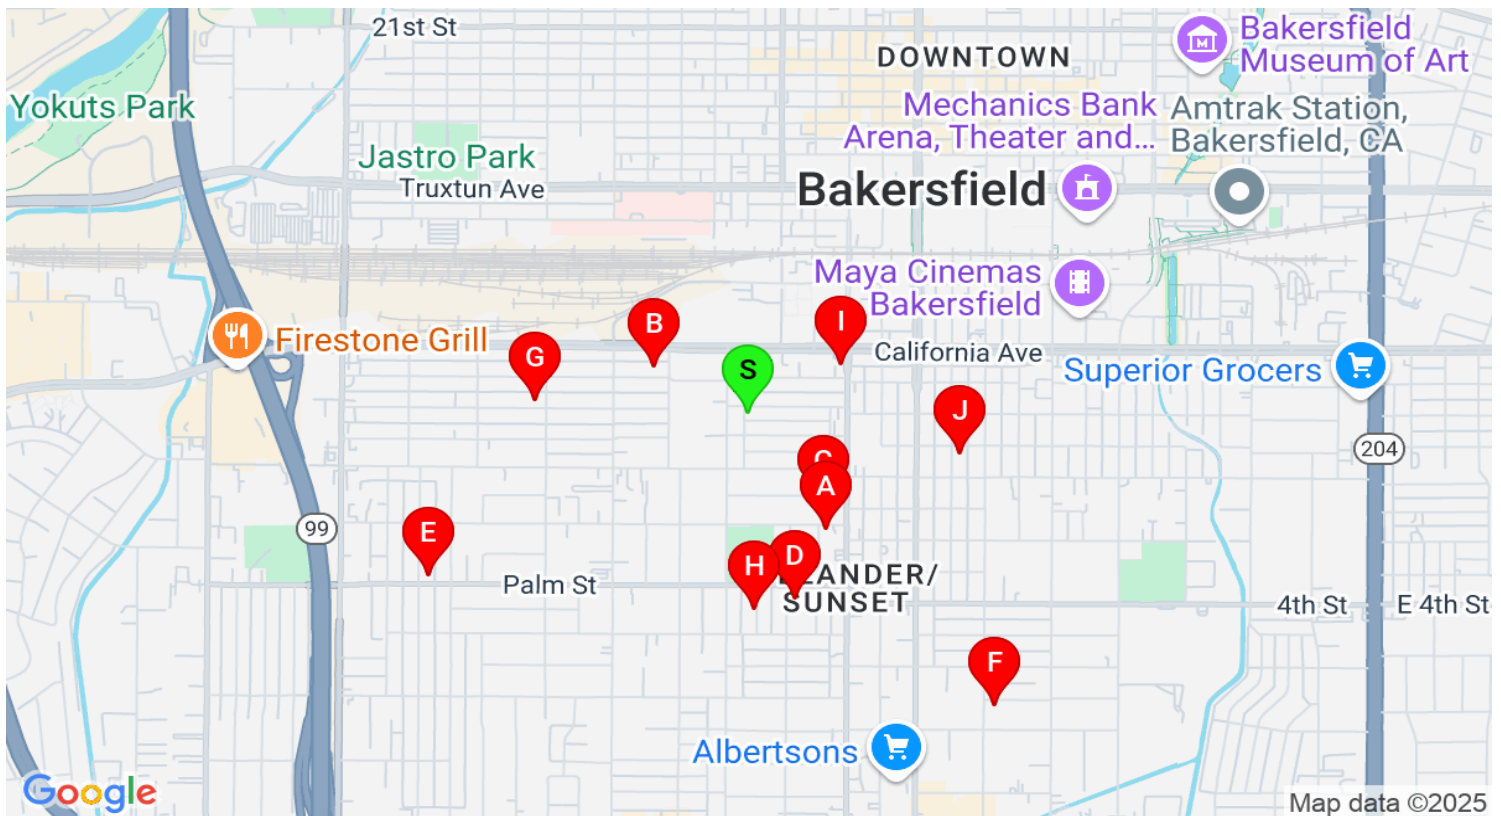 21st St
DOWNTOWN
Bakersfield
Museum of Art
Yokuts Park
Mechanics Bank
Arena, Theater and...
Amtrak Station,
Bakersfield, CA
Jastro Park
Truxtun Ave
Bakersfield
Maya Cinemas
Bakersfield
B
I
Firestone Grill
G
California Ave
S
Superior Grocers
J
204
C
A
99
E
D
H
ANDER/
SUNSET
Palm St
4th St
E 4th St
F
Albertsons
Google
Map data ©2025